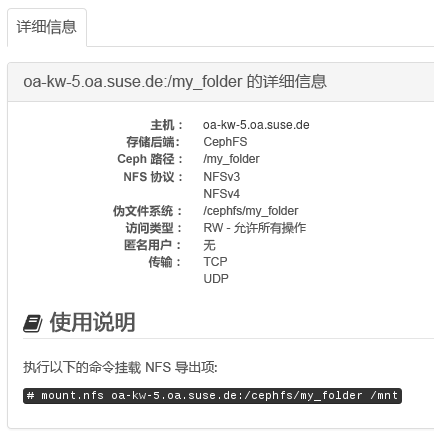 详细信息
oa-kw-5.oa.suse.de:/my_folder 的详细信息
主机： oa-kw-5.oa.suse.de
存储后端： CephFS
Ceph 路径： /my_folder
NFS 协议： NFSv3
NFSv4
伪文件系统： /cephfs/my_folder
访问类型： RW - 允许所有操作
匿名用户： 无
传输： TCP
UDP
使用说明
执行以下的命令挂载 NFS 导出项:
# mount.nfs oa-kw-5.oa.suse.de:/cephfs/my_folder /mnt